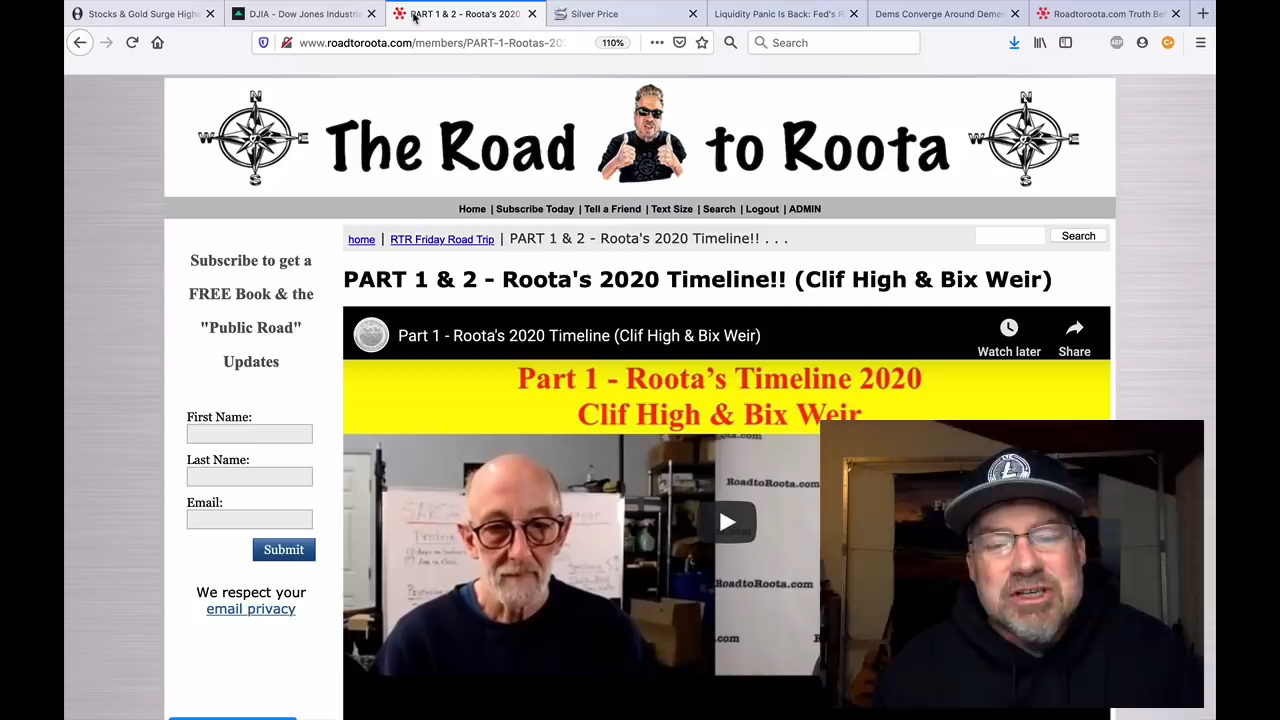 Stocks & Gold Surge Highe
DJIA - Dow Jones Industria
PART 1 & 2 - Roota's 2020
Silver Price
Liquidity Panic Is Back: Fed's R
Dems Converge Around Demen
Roadtoroota.com Truth Bel
www.roadtoroota.com/members/PART-1-Rootas-20
110%
Search
N
W E
S
The Road to Roota
N
W E
S
Home | Subscribe Today | Tell a Friend | Text Size | Search | Logout | ADMIN
home | RTR Friday Road Trip | PART 1 & 2 - Roota's 2020 Timeline!! . . .
Search
Subscribe to get a
FREE Book & the
"Public Road"
Updates
First Name:
Last Name:
Email:
Submit
We respect your
email privacy
PART 1 & 2 - Roota's 2020 Timeline!! (Clif High & Bix Weir)
Part 1 - Roota's 2020 Timeline (Clif High & Bix Weir)
Watch later
Share
Part 1 - Roota’s Timeline 2020
Clif High & Bix Weir
RoadtoRoota.com
RoadtoRoota.com
.com